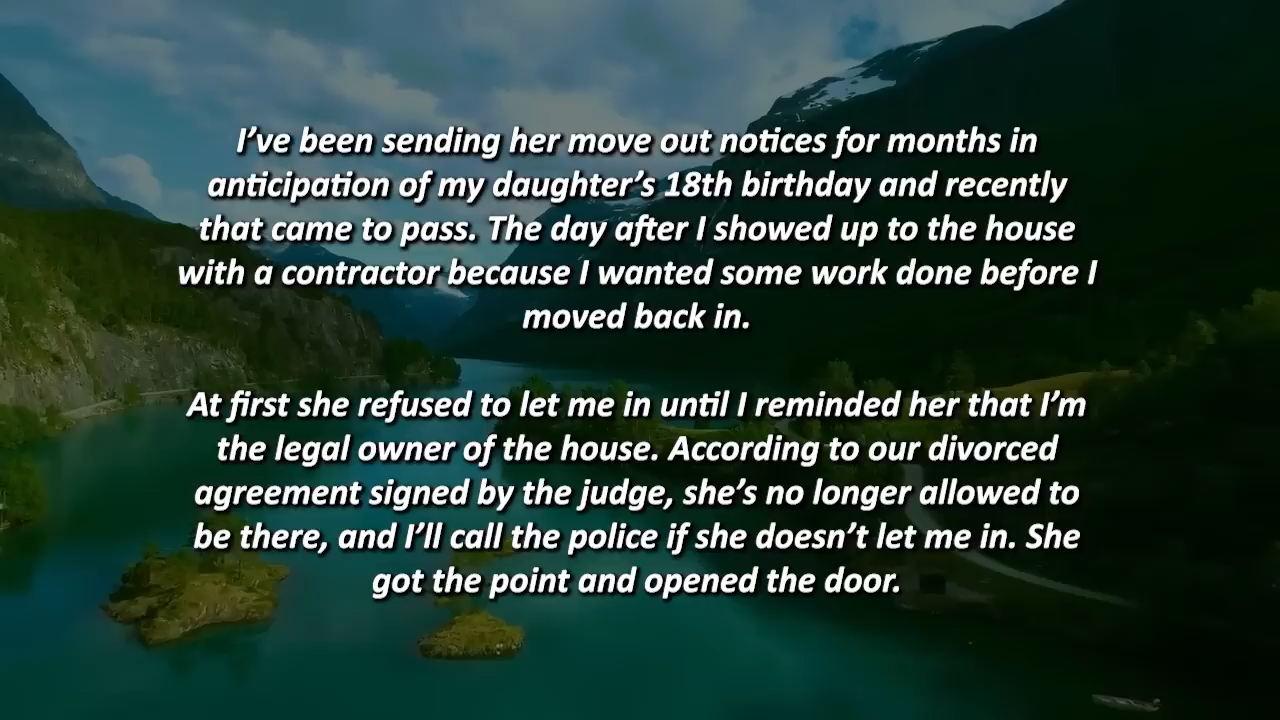 I've been sending her move out notices for months in
anticipation of my daughter's 18th birthday and recently
that came to pass. The day after I showed up to the house
with a contractor because I wanted some work done before I
moved back in.
At first she refused to let me in until I reminded her that I'm
the legal owner of the house. According to our divorced
agreement signed by the judge, she's no longer allowed to
be there, and I'll call the police if she doesn't let me in. She
got the point and opened the door.